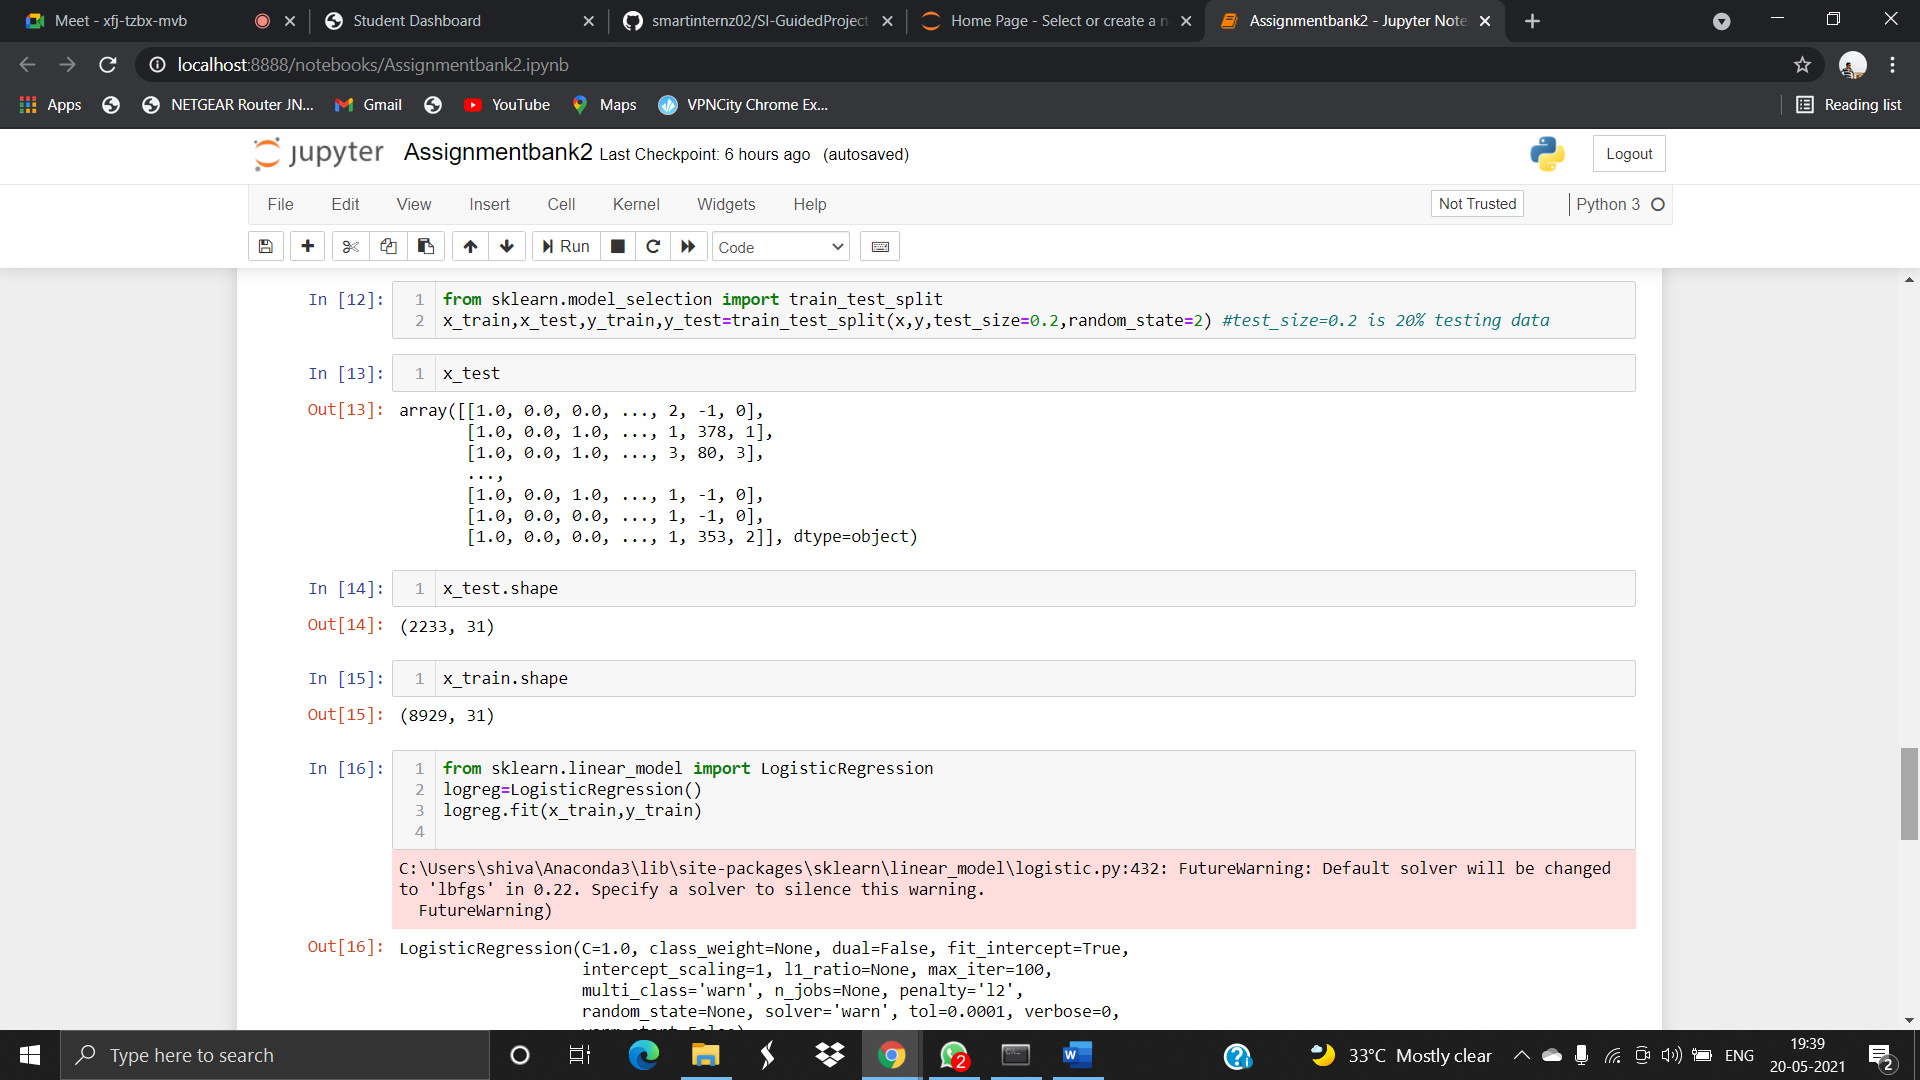 Meet - xfj-tzbx-mvb
Student Dashboard
smartinternz02/SI-GuidedProject
Home Page - Select or create a n
Assignmentbank2 - Jupyter Note
localhost:8888/notebooks/Assignmentbank2.ipynb
Apps
NETGEAR Router JN...
Gmail
YouTube
Maps
VPNCity Chrome Ex...
Reading list
jupyter Assignmentbank2 Last Checkpoint: 6 hours ago (autosaved)
Logout
File Edit View Insert Cell Kernel Widgets Help
Not Trusted
Python 3
Run
Code
In [12]:
1 from sklearn.model_selection import train_test_split
2 x_train,x_test,y_train,y_test=train_test_split(x,y,test_size=0.2,random_state=2) #test_size=0.2 is 20% testing data
In [13]:
1 x_test
Out[13]: array([[1.0, 0.0, 0.0, ..., 2, -1, 0],
[1.0, 0.0, 1.0, ..., 1, 378, 1],
[1.0, 0.0, 1.0, ..., 3, 80, 3],
...,
[1.0, 0.0, 1.0, ..., 1, -1, 0],
[1.0, 0.0, 0.0, ..., 1, -1, 0],
[1.0, 0.0, 0.0, ..., 1, 353, 2]], dtype=object)
In [14]:
1 x_test.shape
Out[14]: (2233, 31)
In [15]:
1 x_train.shape
Out[15]: (8929, 31)
In [16]:
1 from sklearn.linear_model import LogisticRegression
2 logreg=LogisticRegression()
3 logreg.fit(x_train,y_train)
4
C:\Users\shiva\Anaconda3\lib\site-packages\sklearn\linear_model\logistic.py:432: FutureWarning: Default solver will be changed
to 'lbfgs' in 0.22. Specify a solver to silence this warning.
FutureWarning)
Out[16]: LogisticRegression(C=1.0, class_weight=None, dual=False, fit_intercept=True,
intercept_scaling=1, l1_ratio=None, max_iter=100,
multi_class='warn', n_jobs=None, penalty='l2',
random_state=None, solver='warn', tol=0.0001, verbose=0,
Type here to search
2
33°C Mostly clear
ENG
19:39
20-05-2021
2